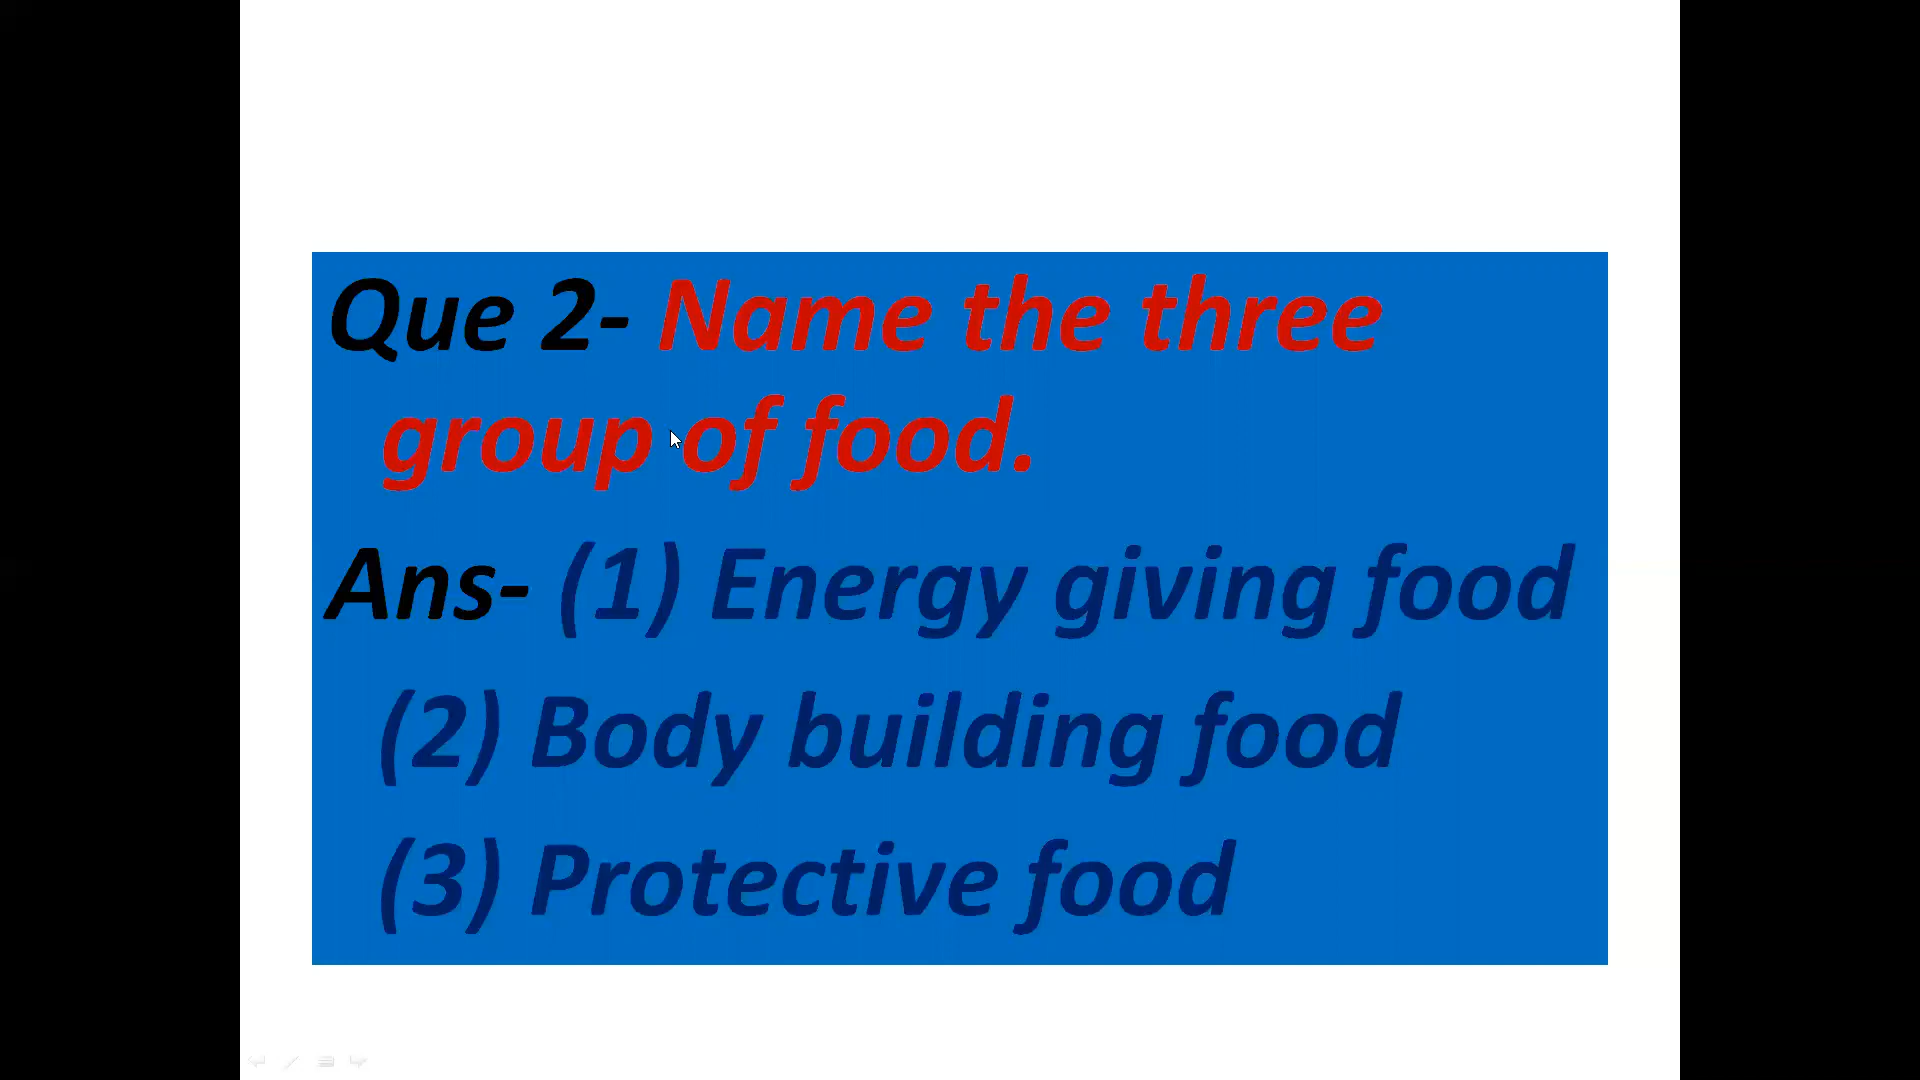 Que 2- Name the three
group of food.
Ans- (1) Energy giving food
(2) Body building food
(3) Protective food